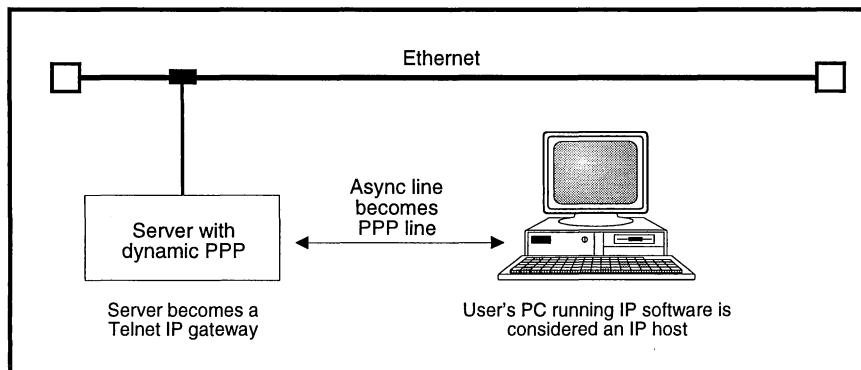 Ethernet
Async line
becomes
PPP line
Server with
dynamic PPP
Server becomes a
Telnet IP gateway
User's PC running IP software is
considered an IP host